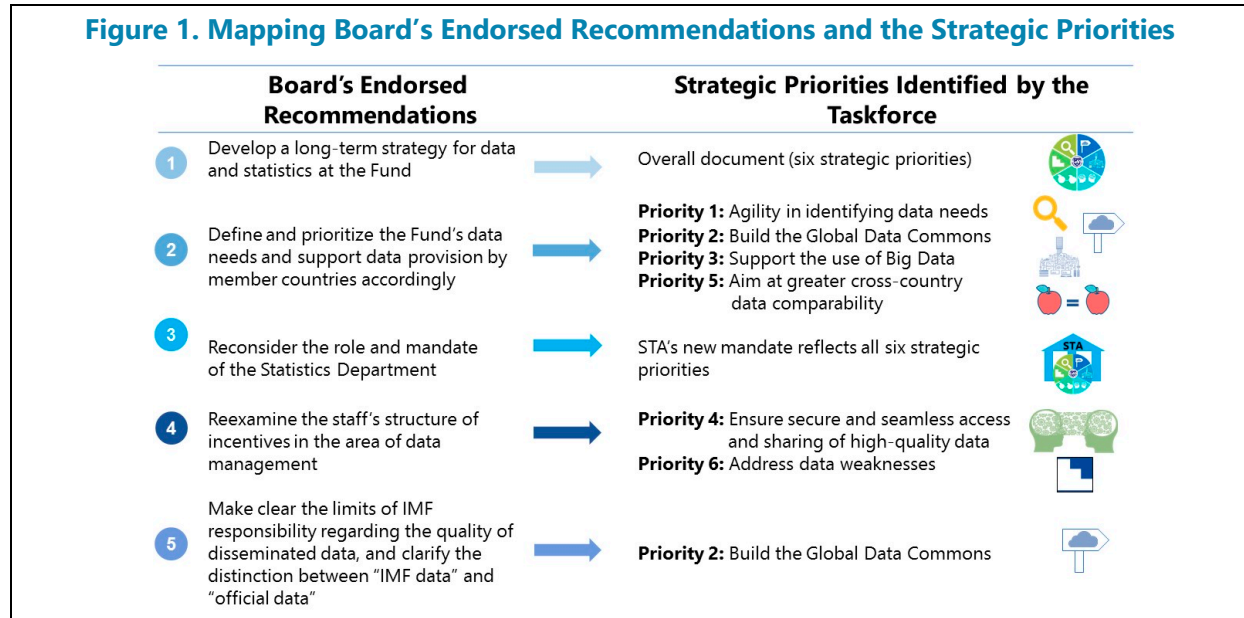 Figure 1. Mapping Board’s Endorsed Recommendations and the Strategic Priorities
Board’s Endorsed
Recommendations
Strategic Priorities Identified by the
Taskforce
1
Develop a long-term strategy for data
and statistics at the Fund
Overall document (six strategic priorities)
2
Define and prioritize the Fund’s data
needs and support data provision by
member countries accordingly
Priority 1: Agility in identifying data needs
Priority 2: Build the Global Data Commons
Priority 3: Support the use of Big Data
Priority 5: Aim at greater cross-country
data comparability
=
3
Reconsider the role and mandate
of the Statistics Department
STA’s new mandate reflects all six strategic
priorities
STA
4
Reexamine the staff’s structure of
incentives in the area of data
management
Priority 4: Ensure secure and seamless access
and sharing of high-quality data
Priority 6: Address data weaknesses
5
Make clear the limits of IMF
responsibility regarding the quality of
disseminated data, and clarify the
distinction between “IMF data” and
“official data”
Priority 2: Build the Global Data Commons